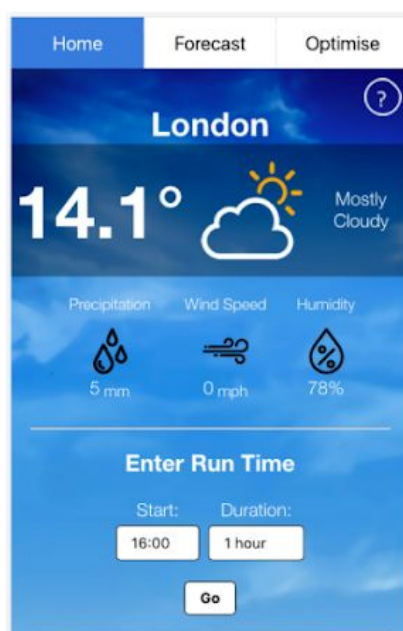 Home Forecast Optimise
?
London
14.1°
Mostly
Cloudy
Precipitation Wind Speed Humidity
%
5 mm 0 mph 78%
Enter Run Time
Start: Duration:
16:00 1 hour
Go